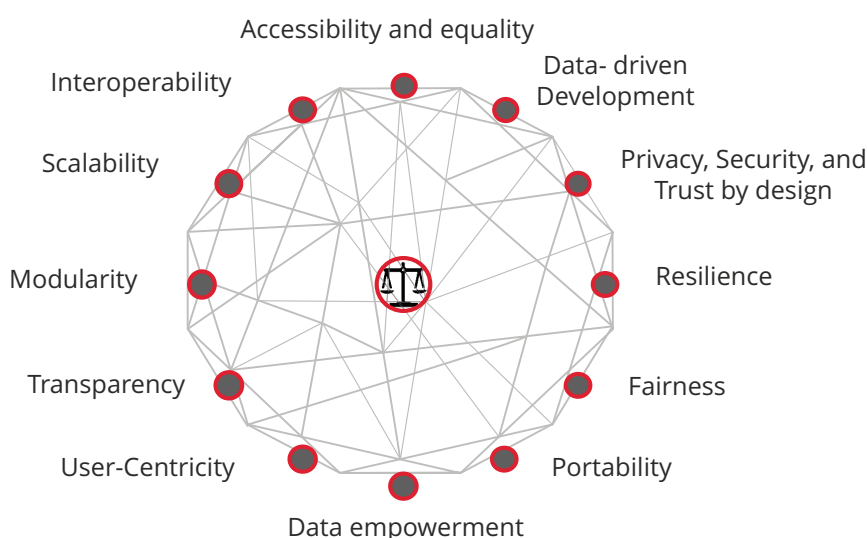 Accessibility and equality
Interoperability
Data- driven
Development
Scalability
Privacy, Security, and
Trust by design
Modularity
Resilience
Transparency
Fairness
User-Centricity
Portability
Data empowerment